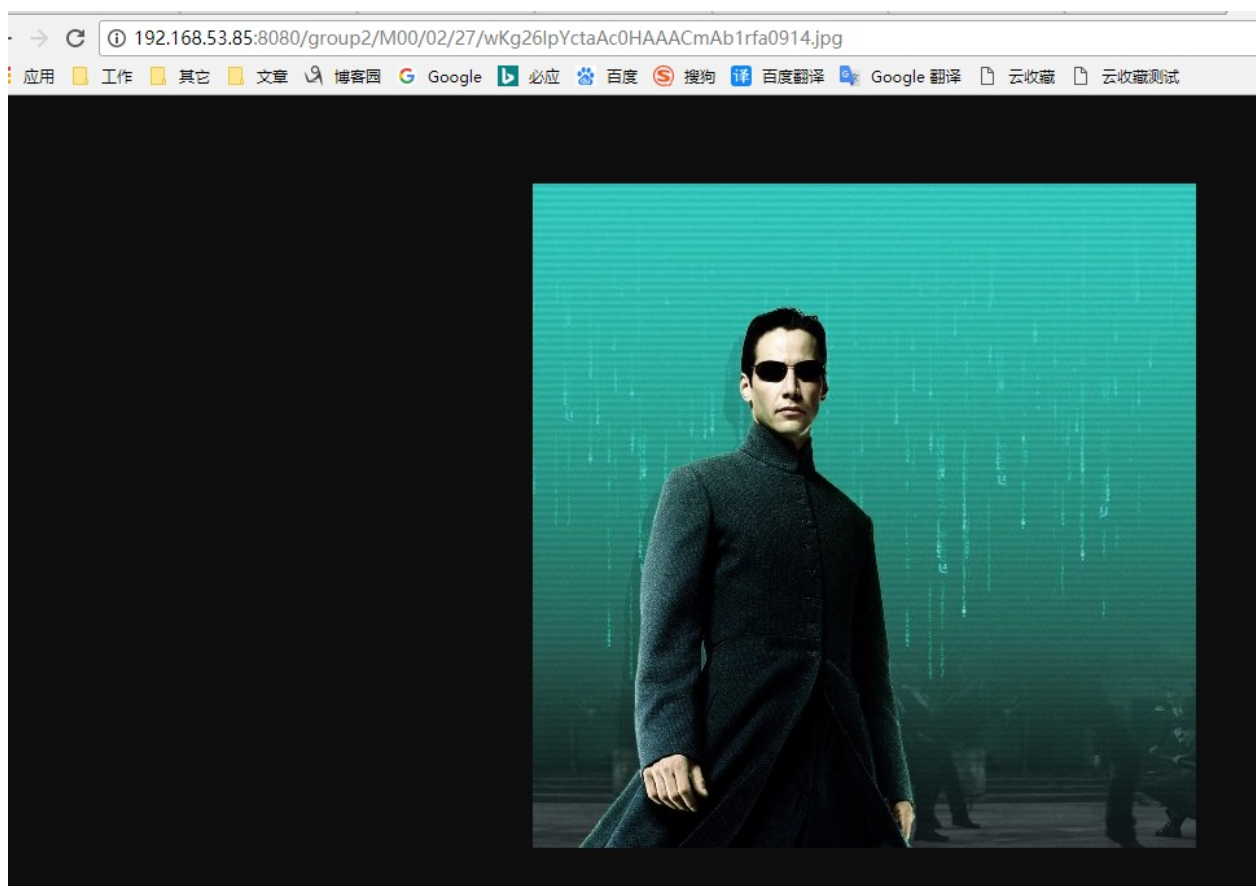 192.168.53.85:8080/group2/M00/02/27/wKg26lpYctaAc0HAAACmAb1rfa0914.jpg
应用 工作 其它 文章 博客园 Google 必应 百度 搜狗 译 百度翻译 Google 翻译 云收藏 云收藏测试